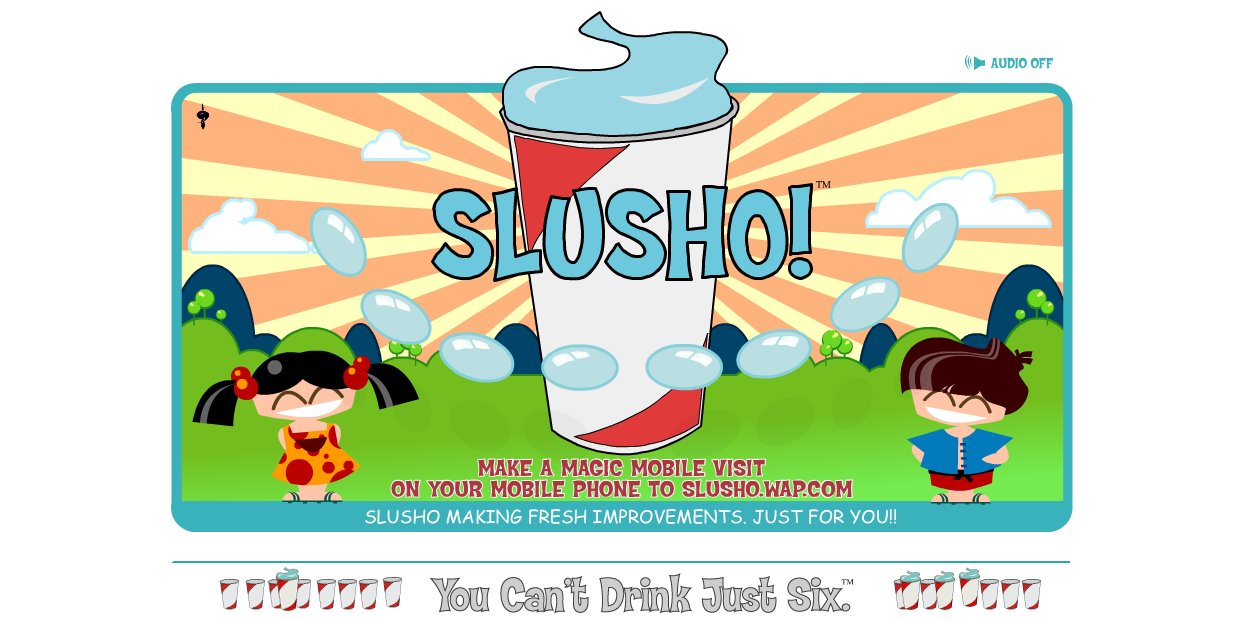 AUDIO OFF
SLUSHO!™
MAKE A MAGIC MOBILE VISIT
ON YOUR MOBILE PHONE TO SLUSHO.WAP.COM
SLUSHO MAKING FRESH IMPROVEMENTS. JUST FOR YOU!!
You Can't Drink Just Six.™